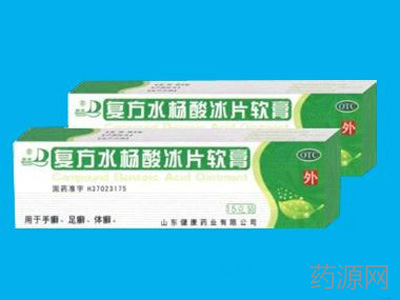 复方水杨酸冰片软膏
OTC
外
复方水杨酸冰片软膏
OTC
国药准字 H37023175
Compound Benzoic Acid Ointment
外
用于手癣、足癣、体癣。
山东健康药业有限公司
药源网